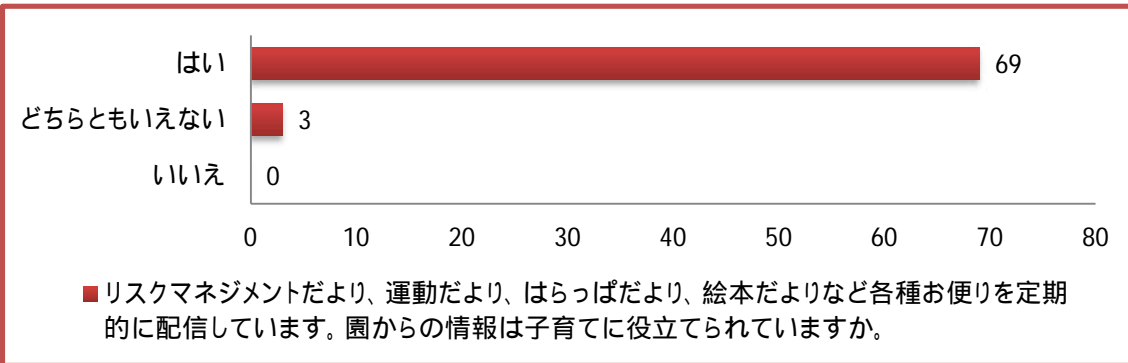 はい 69
どちらともいえない 3
いいえ 0
0 10 20 30 40 50 60 70 80
リスクマネジメントだより、運動だより、はらっぱだより、絵本だよりなど各種お便りを定期
的に配信しています。園からの情報は子育てに役立てられていますか。